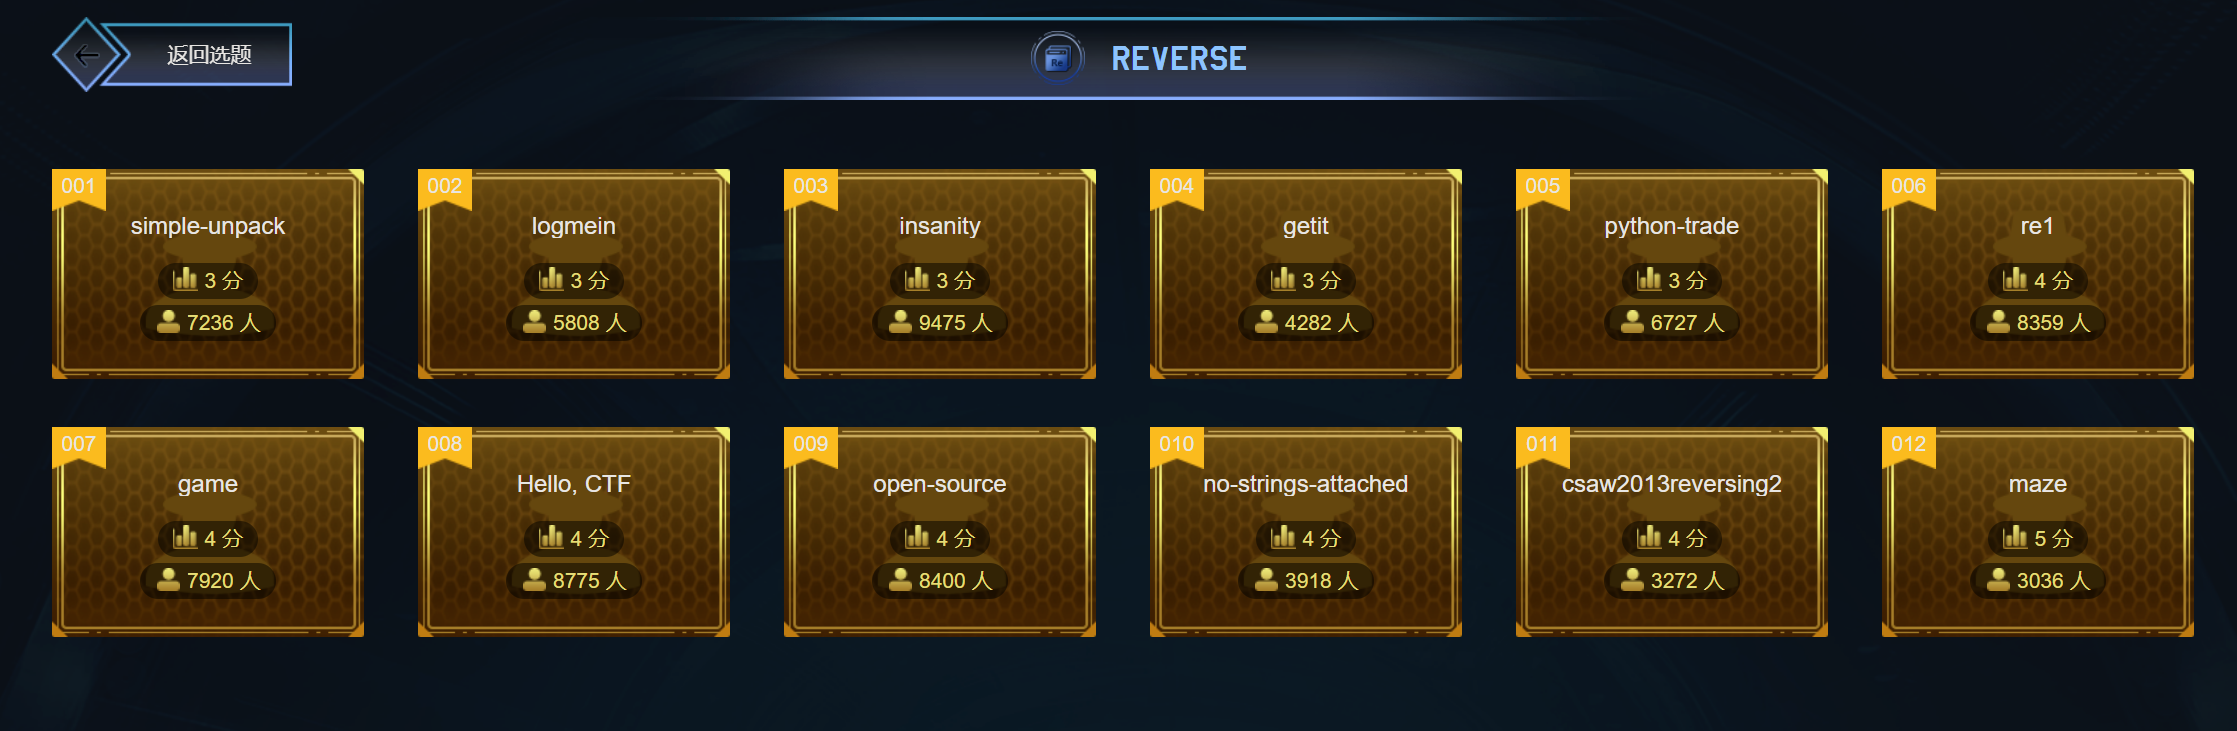 返回选题
Re
REVERSE
001
simple-unpack
3 分
7236 人
002
logmein
3 分
5808 人
003
insanity
3 分
9475 人
004
getit
3 分
4282 人
005
python-trade
3 分
6727 人
006
re1
4 分
8359 人
007
game
4 分
7920 人
008
Hello, CTF
4 分
8775 人
009
open-source
4 分
8400 人
010
no-strings-attached
4 分
3918 人
011
csaw2013reversing2
4 分
3272 人
012
maze
5 分
3036 人